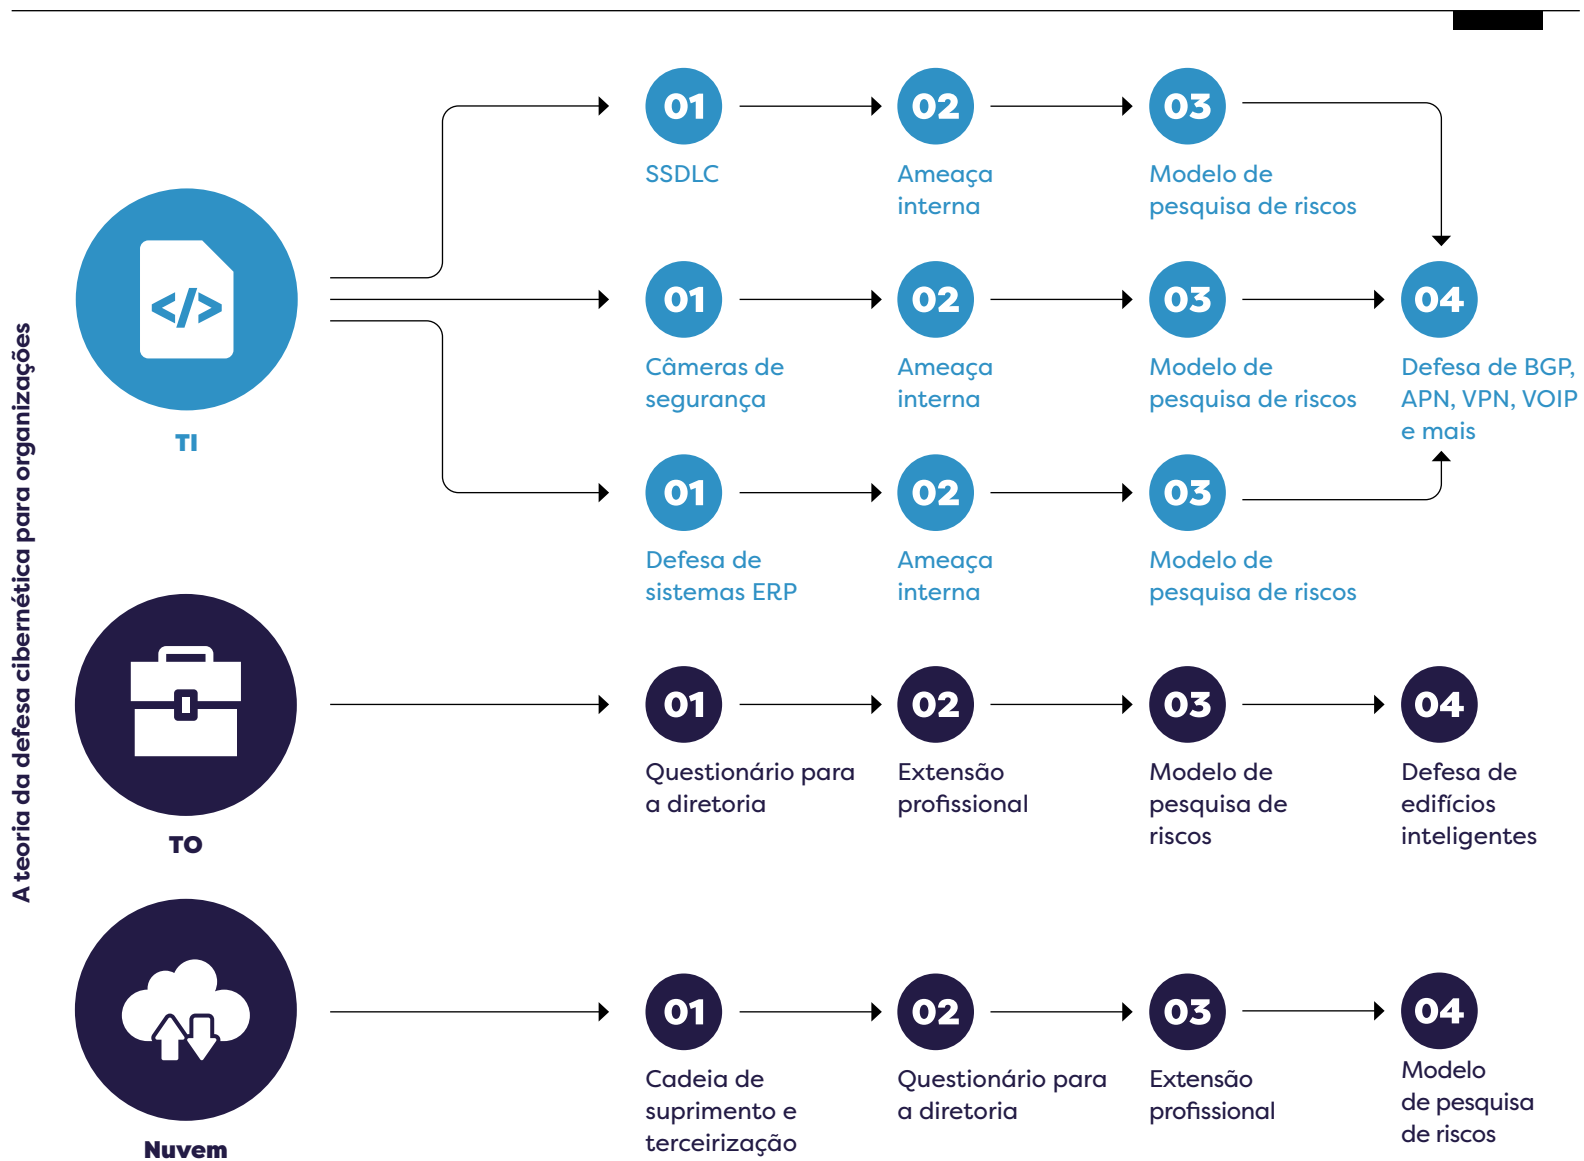 A teoria da defesa cibernética para organizações
TI
01
SSDLC
02
Ameaça
interna
03
Modelo de
pesquisa de riscos
01
Câmeras de
segurança
02
Ameaça
interna
03
Modelo de
pesquisa de riscos
04
Defesa de BGP,
APN, VPN, VOIP
e mais
01
Defesa de
sistemas ERP
02
Ameaça
interna
03
Modelo de
pesquisa de riscos
TO
01
Questionário para
a diretoria
02
Extensão
profissional
03
Modelo de
pesquisa de
riscos
04
Defesa de
edifícios
inteligentes
Nuvem
01
Cadeia de
suprimento e
terceirização
02
Questionário para
a diretoria
03
Extensão
profissional
04
Modelo
de pesquisa
de riscos